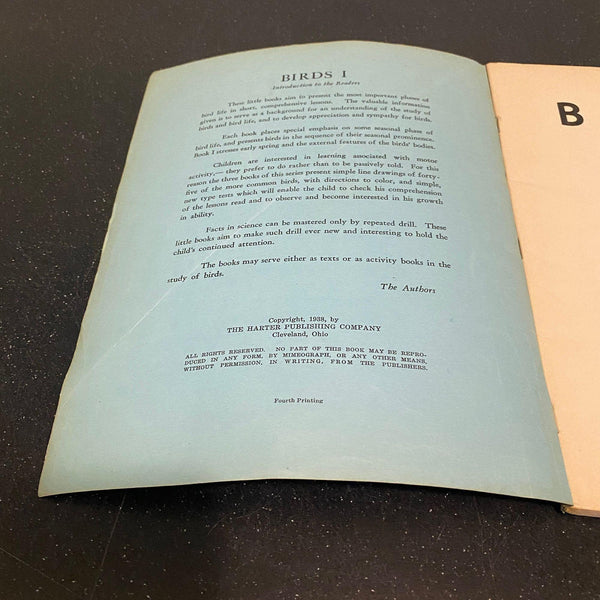 BIRDS I
Introduction to the Readers
These little books aim to present the most important phases of
bird life in short, comprehensive lessons. The valuable information
given is to serve as a background for an understanding of the study of
birds and bird life, and to develop appreciation and sympathy for birds.
Each book places special emphasis on some seasonal phase of
bird life, and presents birds in the sequence of their seasonal prominence.
Book I stresses early spring and the external features of the birds' bodies.
Children are interested in learning associated with motor
activity,— they prefer to do rather than to be passively told. For this
reason the three books of this series present simple line drawings of forty-
five of the more common birds, with directions to color, and simple,
new type tests which will enable the child to check his comprehension
of the lessons read and to observe and become interested in his growth
in ability.
Facts in science can be mastered only by repeated drill. These
little books aim to make such drill ever new and interesting to hold the
child's continued attention.
The books may serve either as texts or as activity books in the
study of birds.
The Authors
Copyright, 1938, by
THE HARTER PUBLISHING COMPANY
Cleveland, Ohio
ALL RIGHTS RESERVED. NO PART OF THIS BOOK MAY BE REPRO-
DUCED IN ANY FORM, BY MIMEOGRAPH, OR ANY OTHER MEANS,
WITHOUT PERMISSION, IN WRITING, FROM THE PUBLISHERS.
Fourth Printing
B